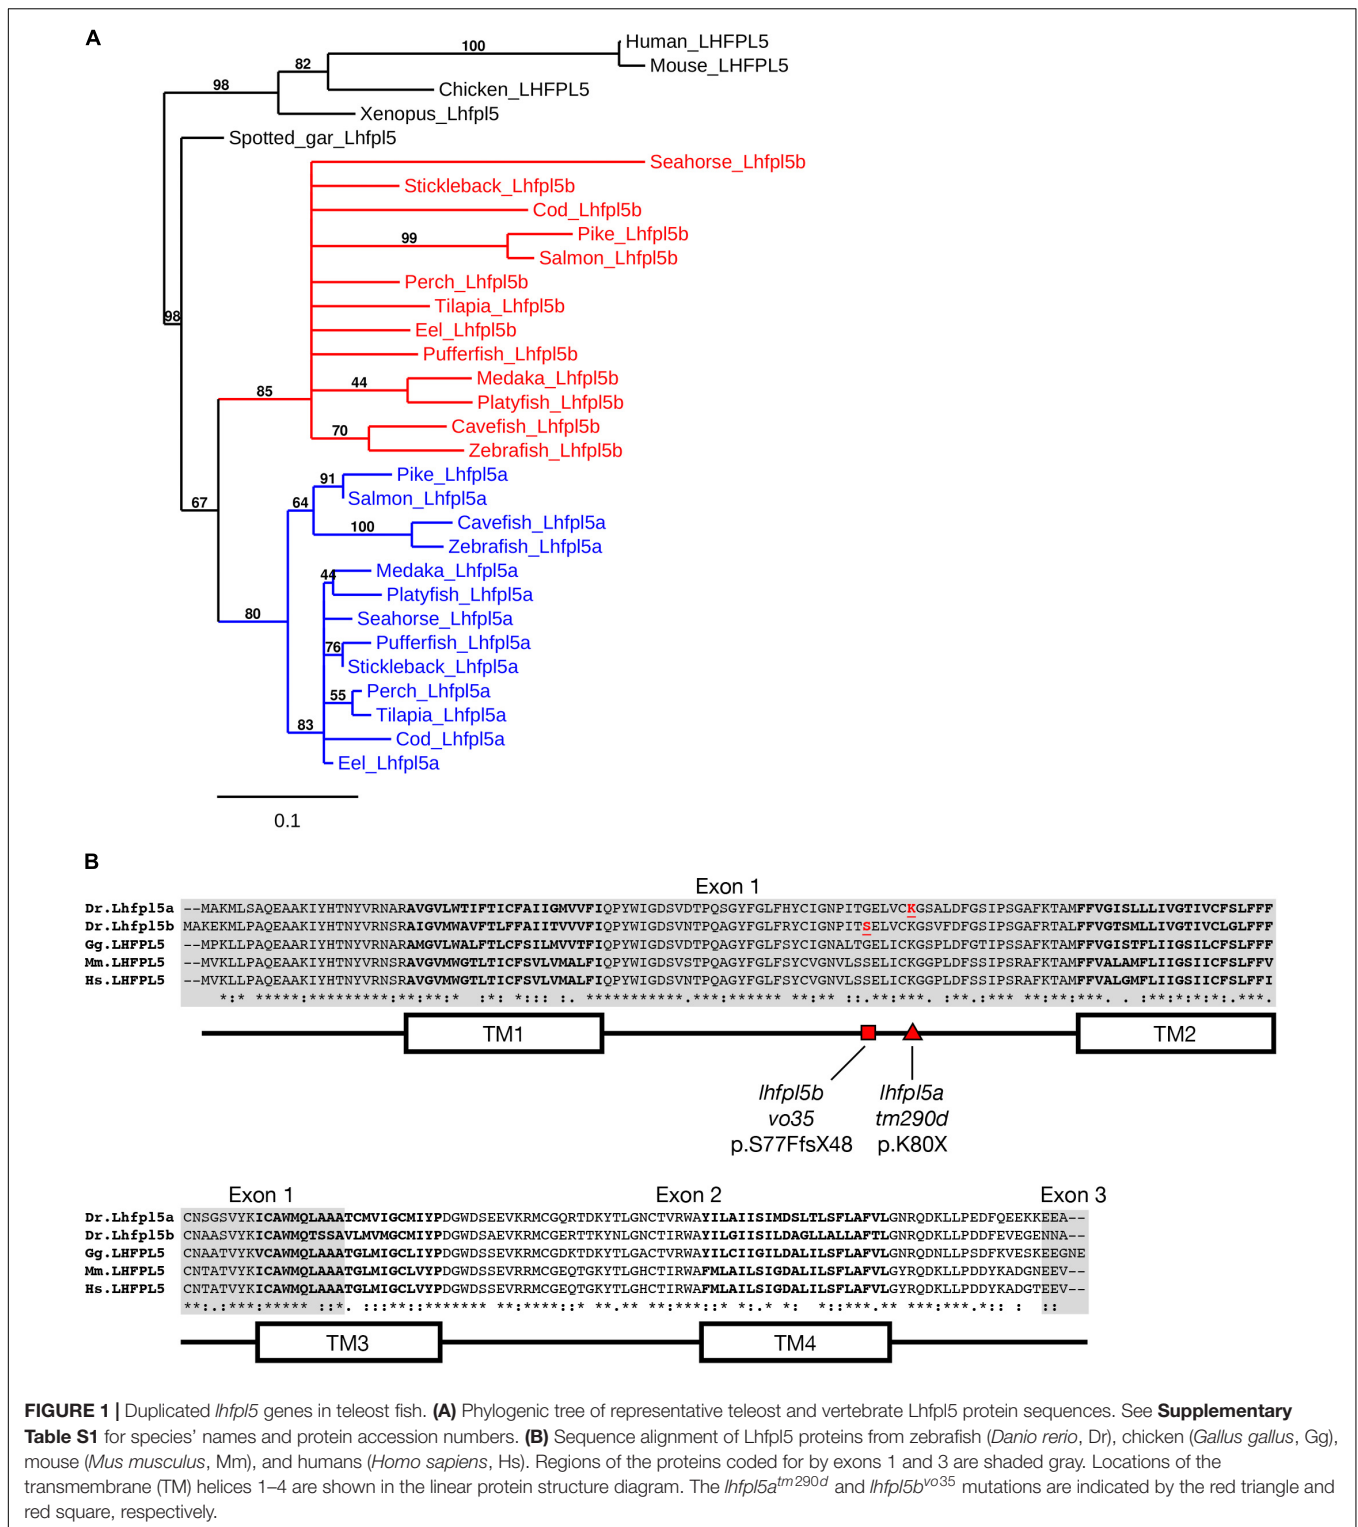 A
Human_LHFPL5
100
Mouse_LHFPL5
82
98
Chicken_LHFPL5
Xenopus_Lhfpl5
Spotted_gar_Lhfpl5
Seahorse_Lhfpl5b
Stickleback_Lhfpl5b
Cod_Lhfpl5b
Pike_Lhfpl5b
99
Salmon_Lhfpl5b
Perch_Lhfpl5b
Tilapia_Lhfpl5b
98
Eel_Lhfpl5b
Pufferfish_Lhfpl5b
Medaka_Lhfpl5b
44
85
Platyfish_Lhfpl5b
Cavefish_Lhfpl5b
70
Zebrafish_Lhfpl5b
Pike_Lhfpl5a
91
Salmon_Lhfpl5a
67
64
Cavefish_Lhfpl5a
100
Zebrafish_Lhfpl5a
Medaka_Lhfpl5a
44
Platyfish_Lhfpl5a
80
Seahorse_Lhfpl5a
Pufferfish_Lhfpl5a
76
Stickleback_Lhfpl5a
Perch_Lhfpl5a
55
Tilapia_Lhfpl5a
83
Cod_Lhfpl5a
Eel_Lhfpl5a
0.1
B
Exon 1
Dr.Lhfpl5a --MAKMLSAQEAAKIYHTNYVRNARAVGVLWTIFTICFAIIGMVVFIQPYWIGDSVDTPQSGYFGLFHYCIGNPITGELVCKGSALDFGSIPSGAFKTAMFFVGISLLLIVGTIVCFSLFFF
Dr.Lhfpl5b MAKEKMLPAQEAAKIYHTNYVRNSRAIGVMWAVFTLFFAIITVVVFIQPYWIGDSVNTPQAGYFGLFHYCIGNPITSELVCKGSVFDFGSIPSGAFRTALFFVGTSMLLIVGTIVCLGLFFF
Gg.LHFPL5 --MPKLLPAQEAAKIYHTNYVRNARAMGVLWALFTLCFSILMVVTFIQPYWIGDSVNTPQAGYFGLFSYCIGNALTGELICKGSPLDFGTIPSSAFKTAMFFVGISTFLIIGSILCFSLFFF
Mm.LHFPL5 --MVKLLPAQEAAKIYHTNYVRNSRAVGVMWGTLTICFSVLVMALFIQPYWIGDSVSTPQAGYFGLFSYCVGNVLSSELICKGGPLDFSSIPSRAFKTAMFFVALAMFLIIGSIICFSLFFV
Hs.LHFPL5 --MVKLLPAQEAAKIYHTNYVRNSRAVGVMWGTLTICFSVLVMALFIQPYWIGDSVNTPQAGYFGLFSYCVGNVLSSELICKGGPLDFSSIPSRAFKTAMFFVALGMFLIIGSIICFSLFFI
TM1
TM2
lhfpl5b
vo35
p.S77FfsX48
lhfpl5a
tm290d
p.K80X
Exon 1
Exon 2
Exon 3
Dr.Lhfpl5a CNSGSVYKICAWMQLAAATCMVIGCMIYPDGWDSEEVKRMCGQRTDKYTLGNCTVRWAYILAIISIMDSLTLSFLAFVLGNRQDKLLPEDFQEEKKEEA--
Dr.Lhfpl5b CNAASVYKICAWMQTSSAVLMVMGCMIYPDGWDSAEVKRMCGERTTKYNLGNCTIRWAYILGIISILDAGLLALLAFTLGNRQDKLLPDDFEVEGENNA--
Gg.LHFPL5 CNAATVYKVCAWMQLAAATGLMIGCLIYPDGWDSSEVKRMCGDKTDKYTLGACTVRWAYILCIIGILDALILSFLAFVLGNRQDNLLPSDFKVESKEEGNE
Mm.LHFPL5 CNTATVYKICAWMQLAAATGLMIGCLVYPDGWDSSEVRRMCGEQTGKYTLGHCTIRWAFMLAILSIGDALILSFLAFVLGYRQDKLLPDDYKADGNEEV--
Hs.LHFPL5 CNTATVYKICAWMQLAAATGLMIGCLVYPDGWDSSEVRRMCGEQTGKYTLGHCTIRWAFMLAILSIGDALILSFLAFVLGYRQDKLLPDDYKADGTEEV--
TM3
TM4
FIGURE 1 | Duplicated lhfpl5 genes in teleost fish. (A) Phylogenic tree of representative teleost and vertebrate Lhfpl5 protein sequences. See Supplementary
Table S1 for species' names and protein accession numbers. (B) Sequence alignment of Lhfpl5 proteins from zebrafish (Danio rerio, Dr), chicken (Gallus gallus, Gg),
mouse (Mus musculus, Mm), and humans (Homo sapiens, Hs). Regions of the proteins coded for by exons 1 and 3 are shaded gray. Locations of the
transmembrane (TM) helices 1–4 are shown in the linear protein structure diagram. The lhfpl5a^tm290d and lhfpl5b^vo35 mutations are indicated by the red triangle and
red square, respectively.